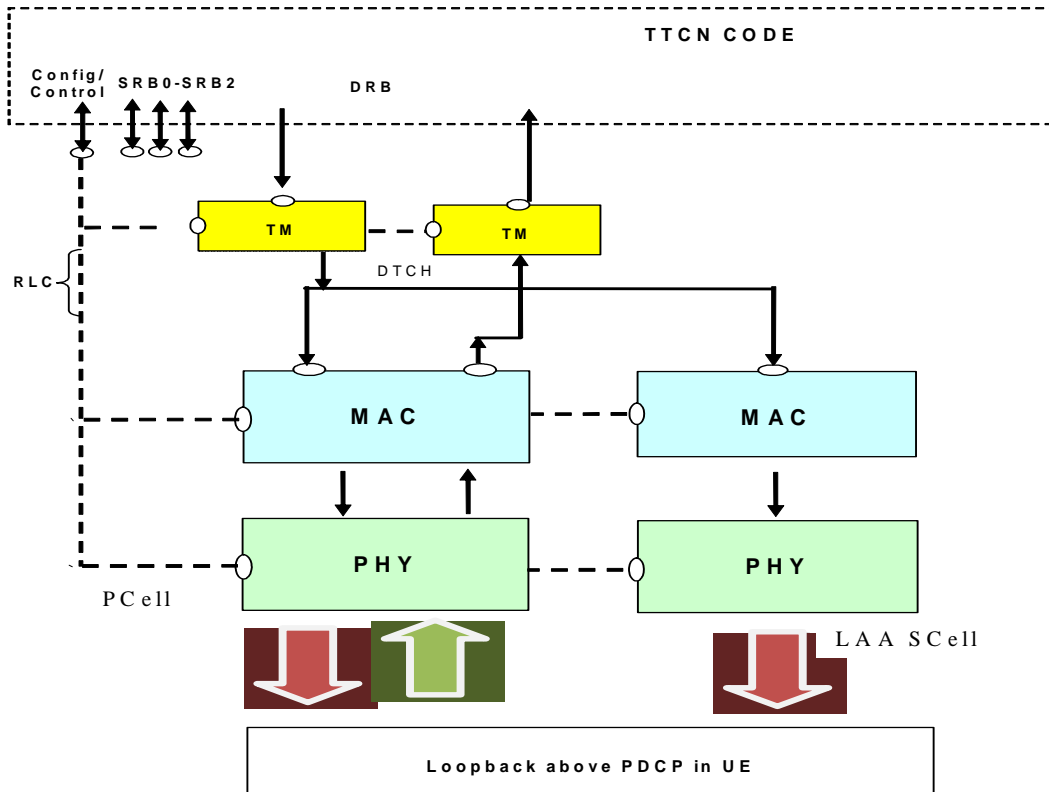 TTCN CODE
Config/
Control
SRB0-SRB2
DRB
TM
TM
DTCH
RLC
MAC
MAC
PHY
PHY
PCell
LAA SCell
Loopback above PDCP in UE